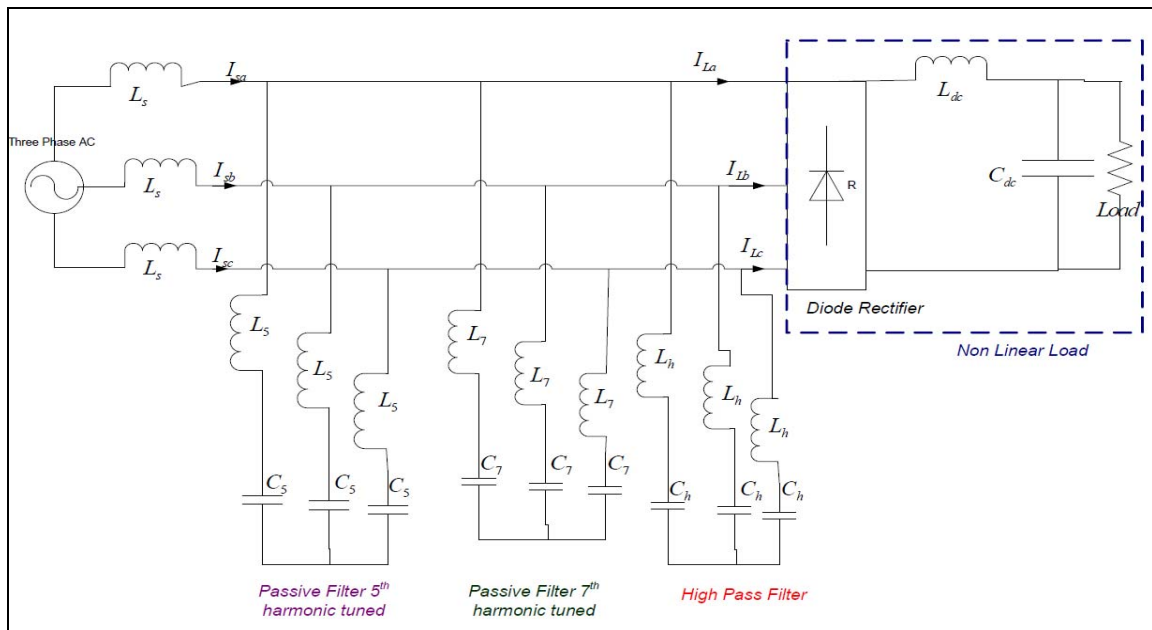 I_sa
I_La
L_s
L_dc
Three Phase AC
I_sb
I_Lb
L_s
R
C_dc
Load
I_sc
I_Lc
L_s
Diode Rectifier
Non Linear Load
L_5
L_5
L_5
L_7
L_7
L_7
L_h
L_h
L_h
C_5
C_5
C_5
C_7
C_7
C_7
C_h
C_h
C_h
Passive Filter 5th
harmonic tuned
Passive Filter 7th
harmonic tuned
High Pass Filter